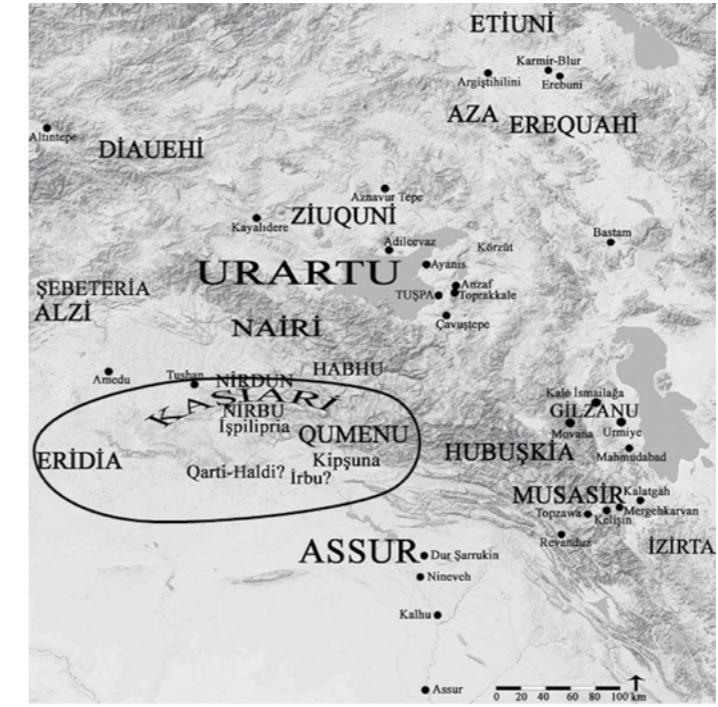 ETİUNİ
Karmir-Blur
Argiştihilini
Erebuni
AZA
EREQUAHİ
Altıntepe
DİAUEHİ
Aznavur Tepe
Kayalıdere
ZİUQUNİ
Bastam
Adilcevaz
Körzüt
URARTU
Ayanis
ŞEBETERİA
Anzaf
TUŞPA
Toprakkale
ALZİ
Çavuştepe
NAİRİ
HABHU
Amedu
Tushan
NİRDUN
KAŞİARİ
Kale İsmailağa
NİRBU
GİLZANU
İşpilipria
Movana
Urmiye
QUMENU
HUBUŞKİA
Mahmudabad
ERİDİA
Kipşuna
Qarti-Haldi?
İrbu?
MUSASİR
Kalatgah
Topzawa
Kelişin
Mergehkarvan
Revanduz
İZİRTA
ASSUR
Dur Şarrukin
Nineveh
Kalhu
Assur
0 20 40 60 80 100 km